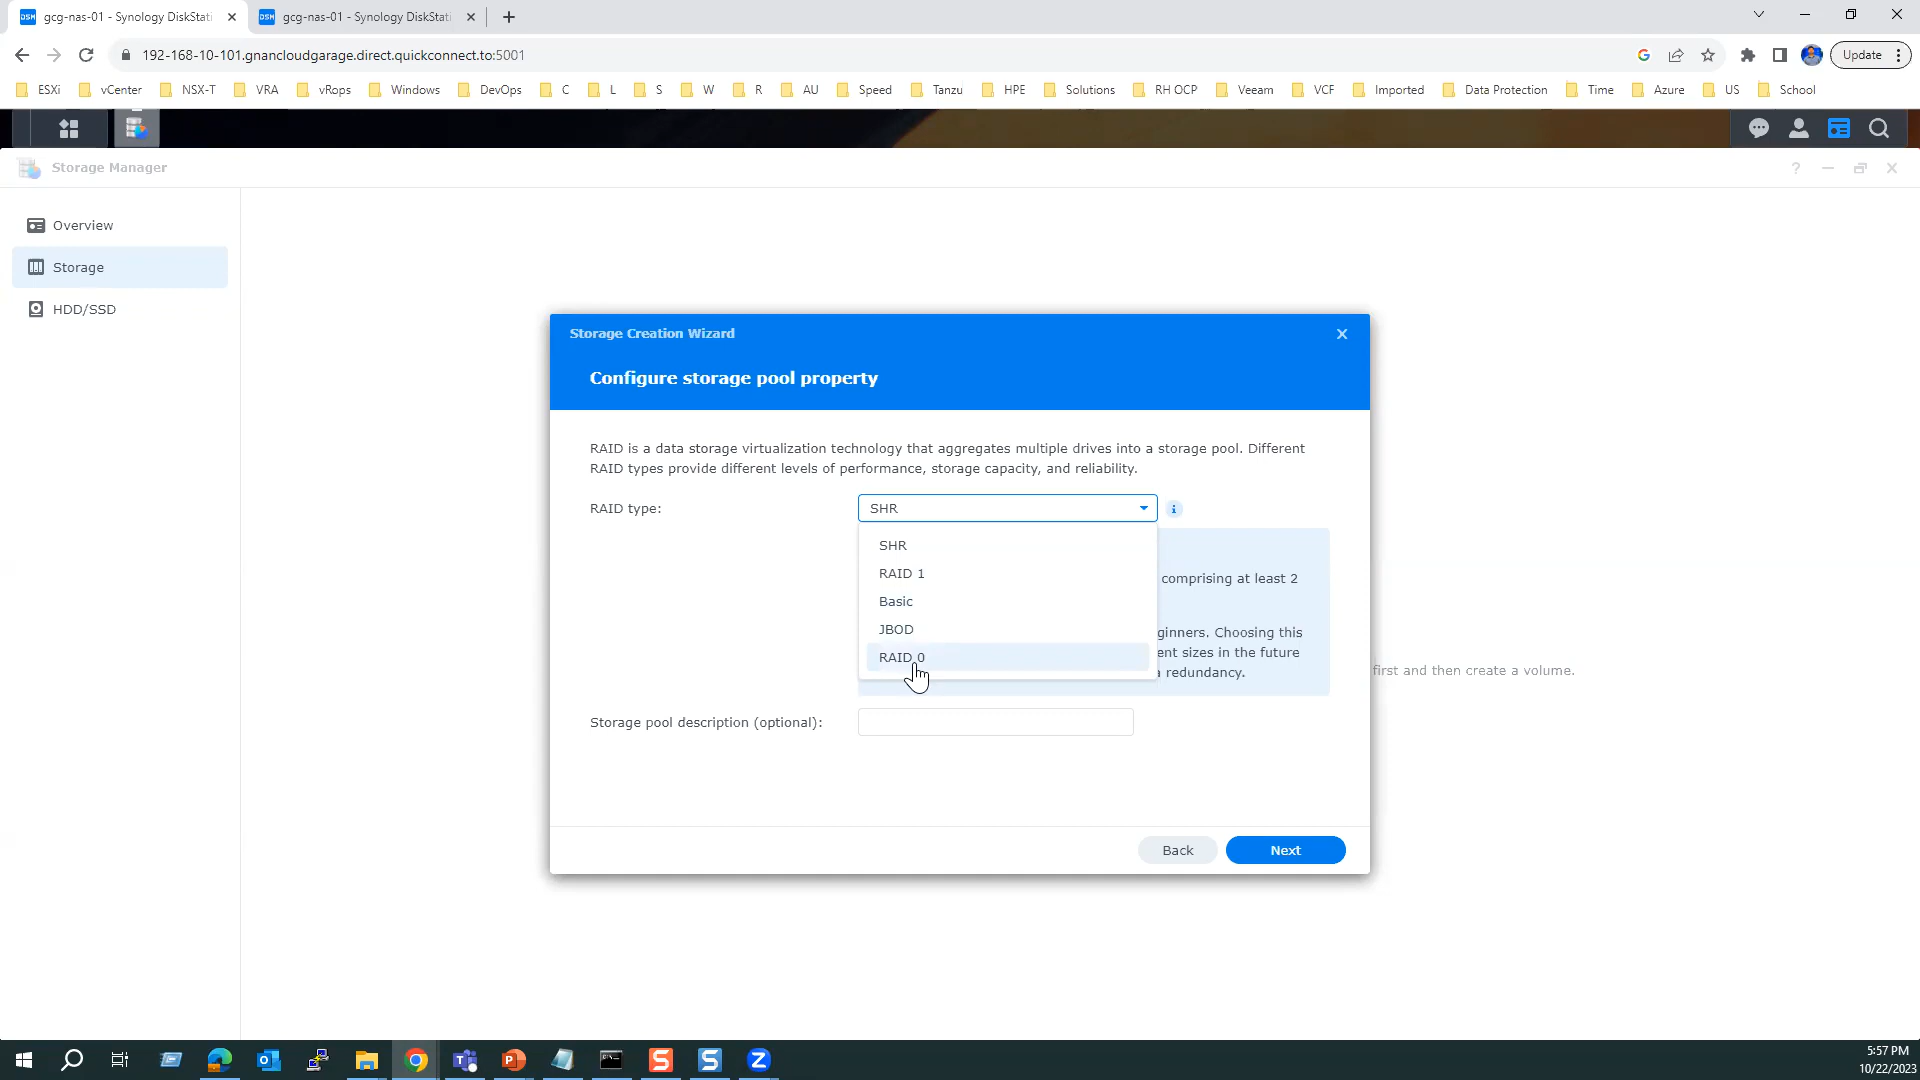 gcg-nas-01 - Synology DiskStati
gcg-nas-01 - Synology DiskStati
192-168-10-101.gnancloudgarage.direct.quickconnect.to:5001
Update
ESXi vCenter NSX-T VRA vRops Windows DevOps C L S W R AU Speed Tanzu HPE Solutions RH OCP Veeam VCF Imported Data Protection Time Azure US School
Storage Manager
Overview
Storage
HDD/SSD
Storage Creation Wizard
Configure storage pool property
RAID is a data storage virtualization technology that aggregates multiple drives into a storage pool. Different
RAID types provide different levels of performance, storage capacity, and reliability.
RAID type: SHR
SHR
RAID 1
comprising at least 2
Basic
JBOD
ginners. Choosing this
ent sizes in the future
RAID 0
redundancy.
first and then create a volume.
Storage pool description (optional):
Back Next
5:57 PM
10/22/2023